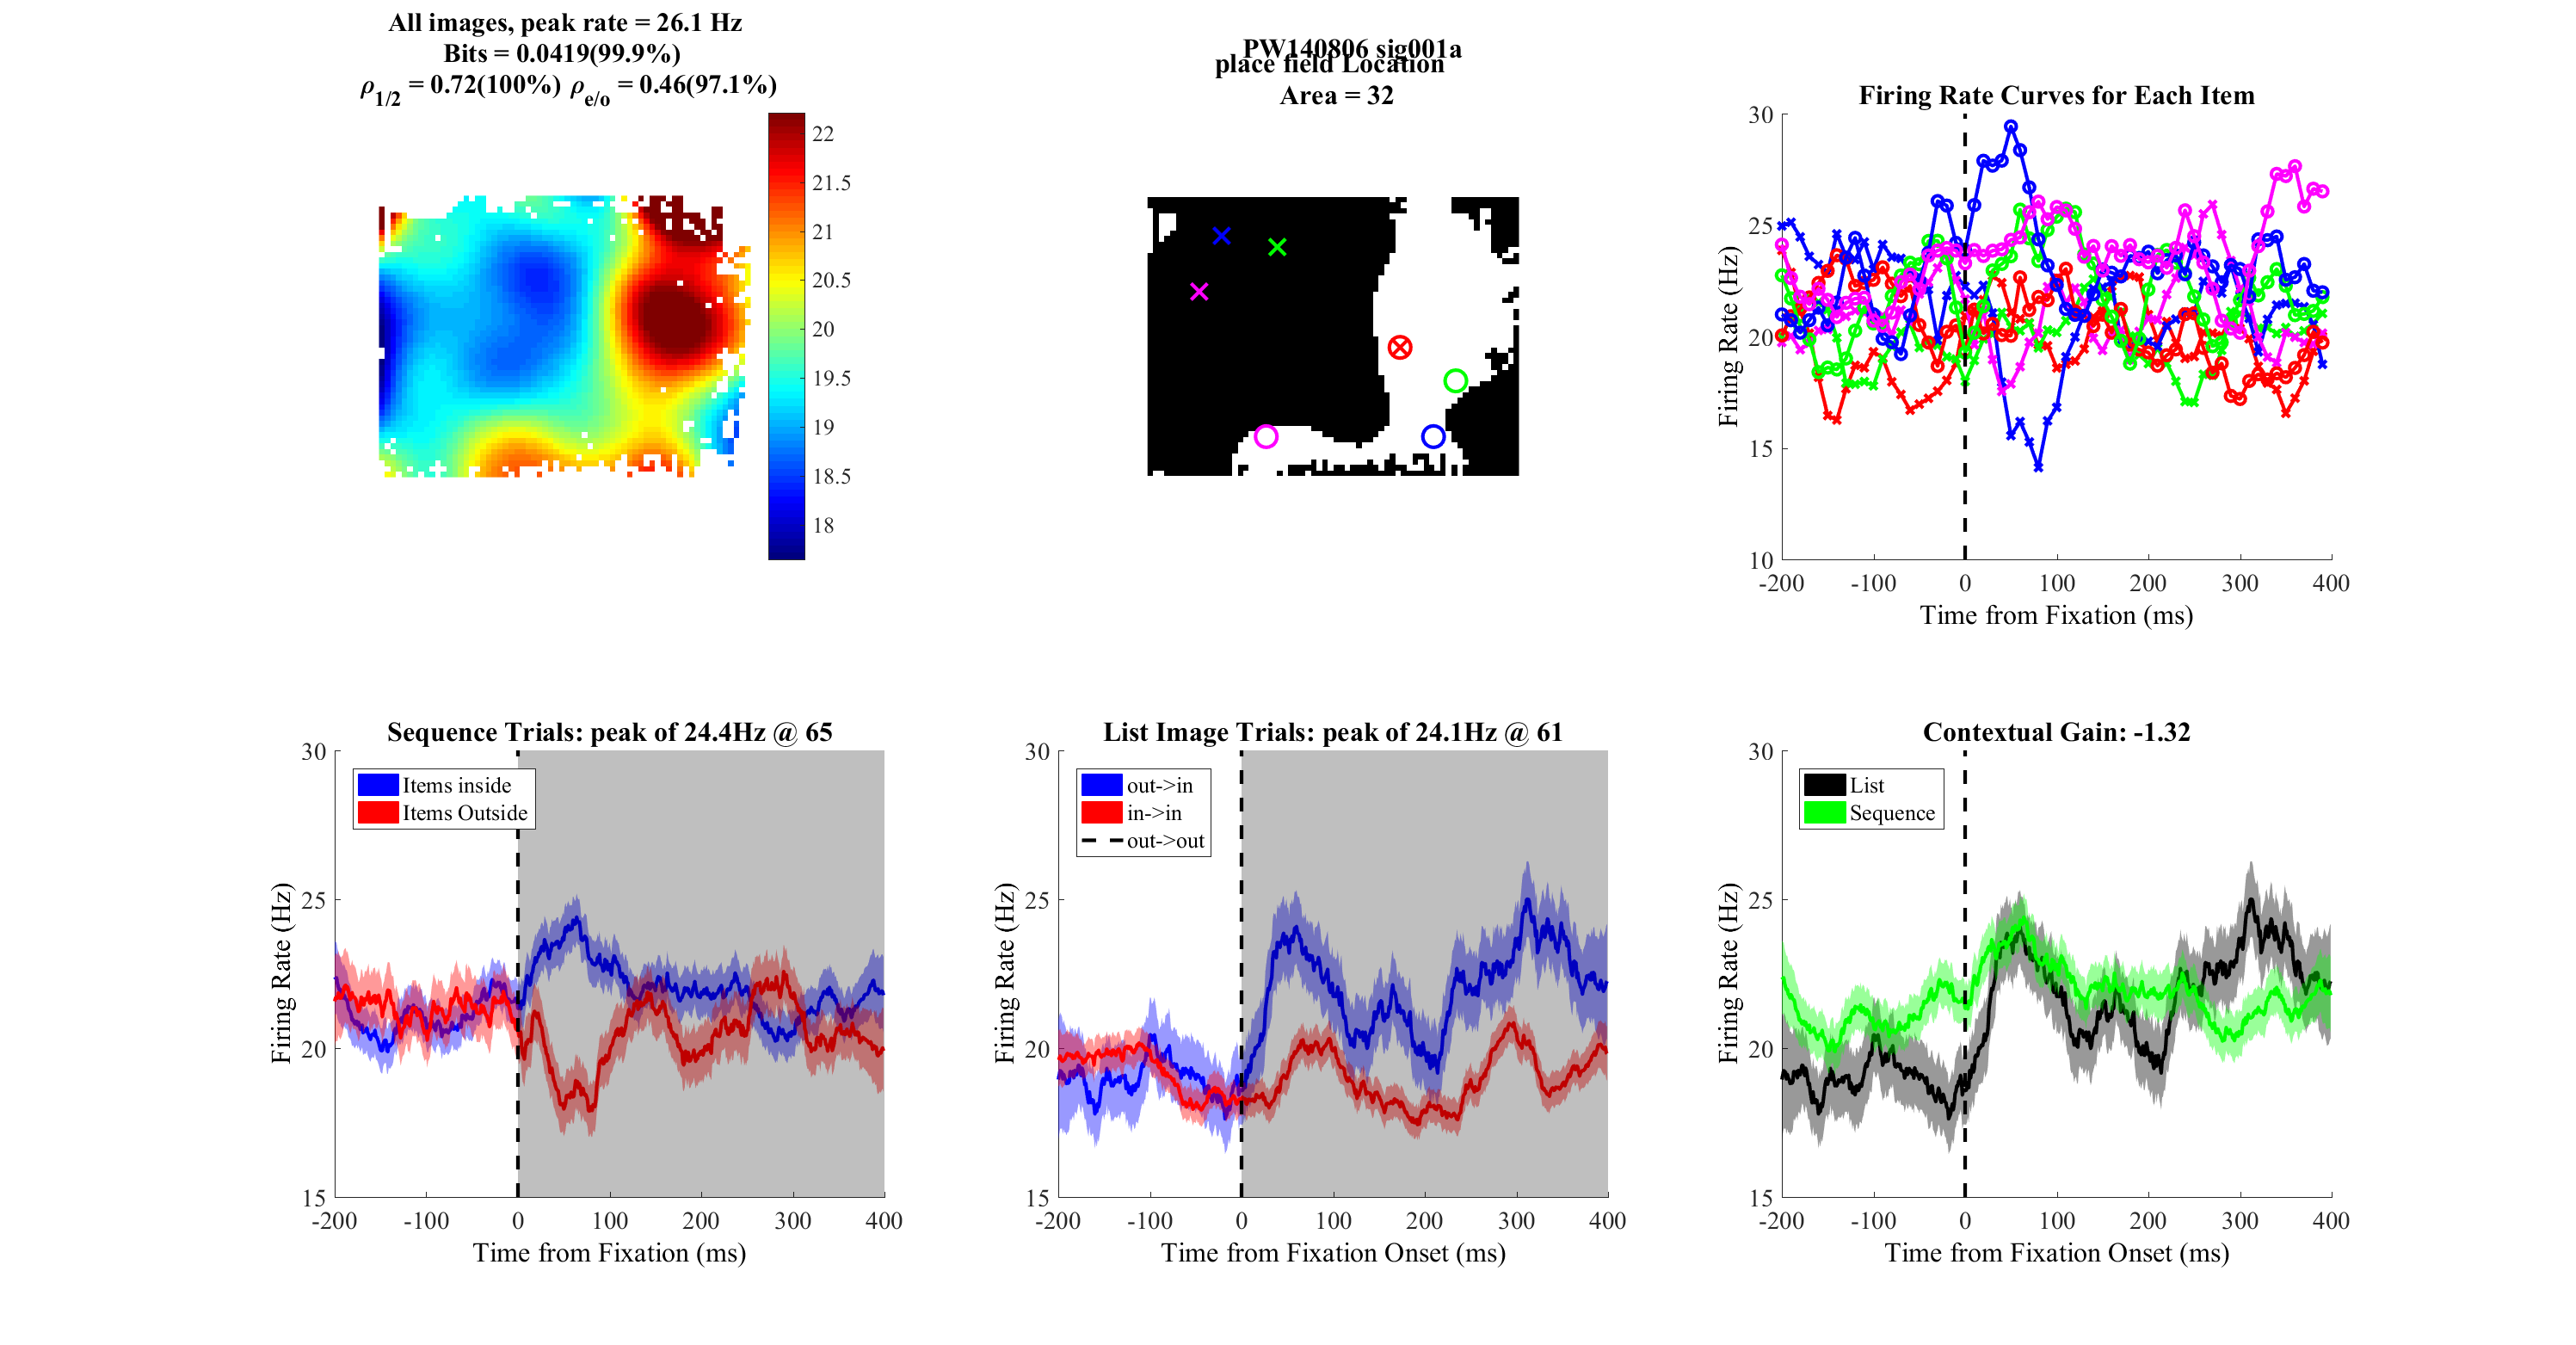 All images, peak rate = 26.1 Hz
Bits = 0.0419(99.9%)
ρ1/2 = 0.72(100%) ρe/o = 0.46(97.1%)
22
21.5
21
20.5
20
19.5
19
18.5
18
PW140806 sig001a
place field Location
Area = 32
Firing Rate Curves for Each Item
30
25
20
15
10
Firing Rate (Hz)
-200 -100 0 100 200 300 400
Time from Fixation (ms)
Sequence Trials: peak of 24.4Hz @ 65
30
25
20
15
Firing Rate (Hz)
Items inside
Items Outside
-200 -100 0 100 200 300 400
Time from Fixation (ms)
List Image Trials: peak of 24.1Hz @ 61
30
25
20
15
Firing Rate (Hz)
out->in
in->in
out->out
-200 -100 0 100 200 300 400
Time from Fixation Onset (ms)
Contextual Gain: -1.32
30
25
20
15
Firing Rate (Hz)
List
Sequence
-200 -100 0 100 200 300 400
Time from Fixation Onset (ms)